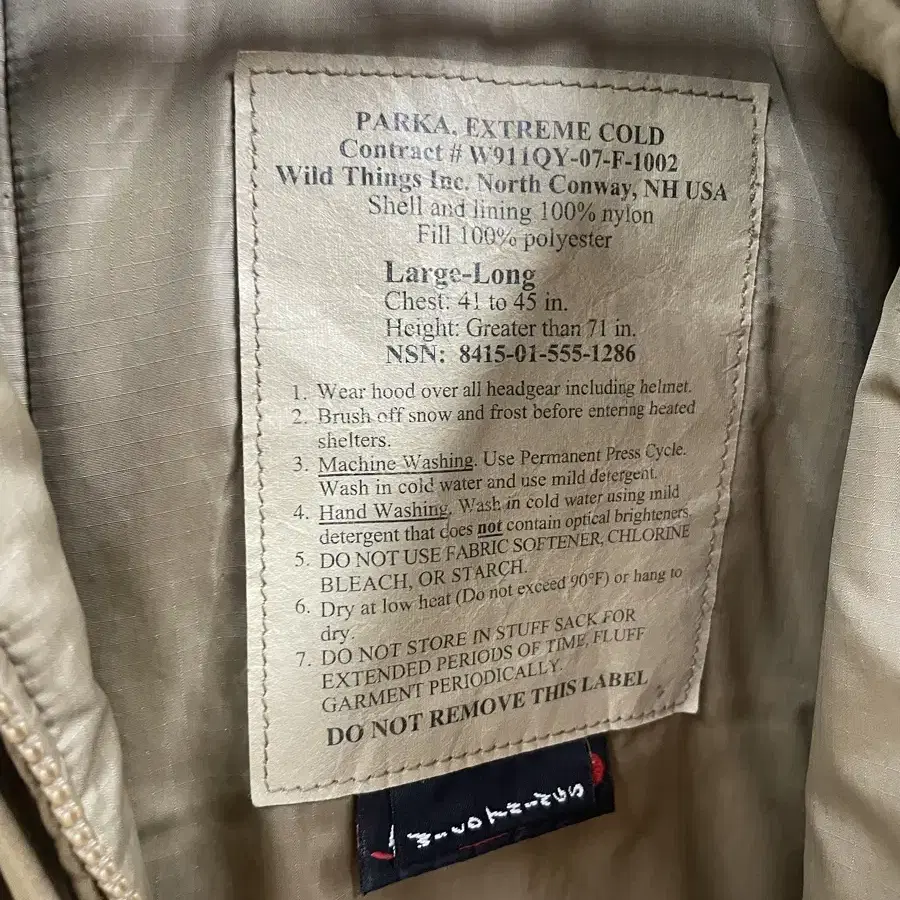 PARKA, EXTREME COLD
Contract # W911QY-07-F-1002
Wild Things Inc. North Conway, NH USA
Shell and lining 100% nylon
Fill 100% polyester
Large-Long
Chest: 41 to 45 in.
Height: Greater than 71 in.
NSN: 8415-01-555-1286
1. Wear hood over all headgear including helmet.
2. Brush off snow and frost before entering heated
shelters.
3. Machine Washing. Use Permanent Press Cycle.
Wash in cold water and use mild detergent.
4. Hand Washing. Wash in cold water using mild
detergent that does not contain optical brighteners.
5. DO NOT USE FABRIC SOFTENER, CHLORINE
BLEACH, OR STARCH.
6. Dry at low heat (Do not exceed 90°F) or hang to
dry.
7. DO NOT STORE IN STUFF SACK FOR
EXTENDED PERIODS OF TIME, FLUFF
GARMENT PERIODICALLY.
DO NOT REMOVE THIS LABEL
WILDTHINGS